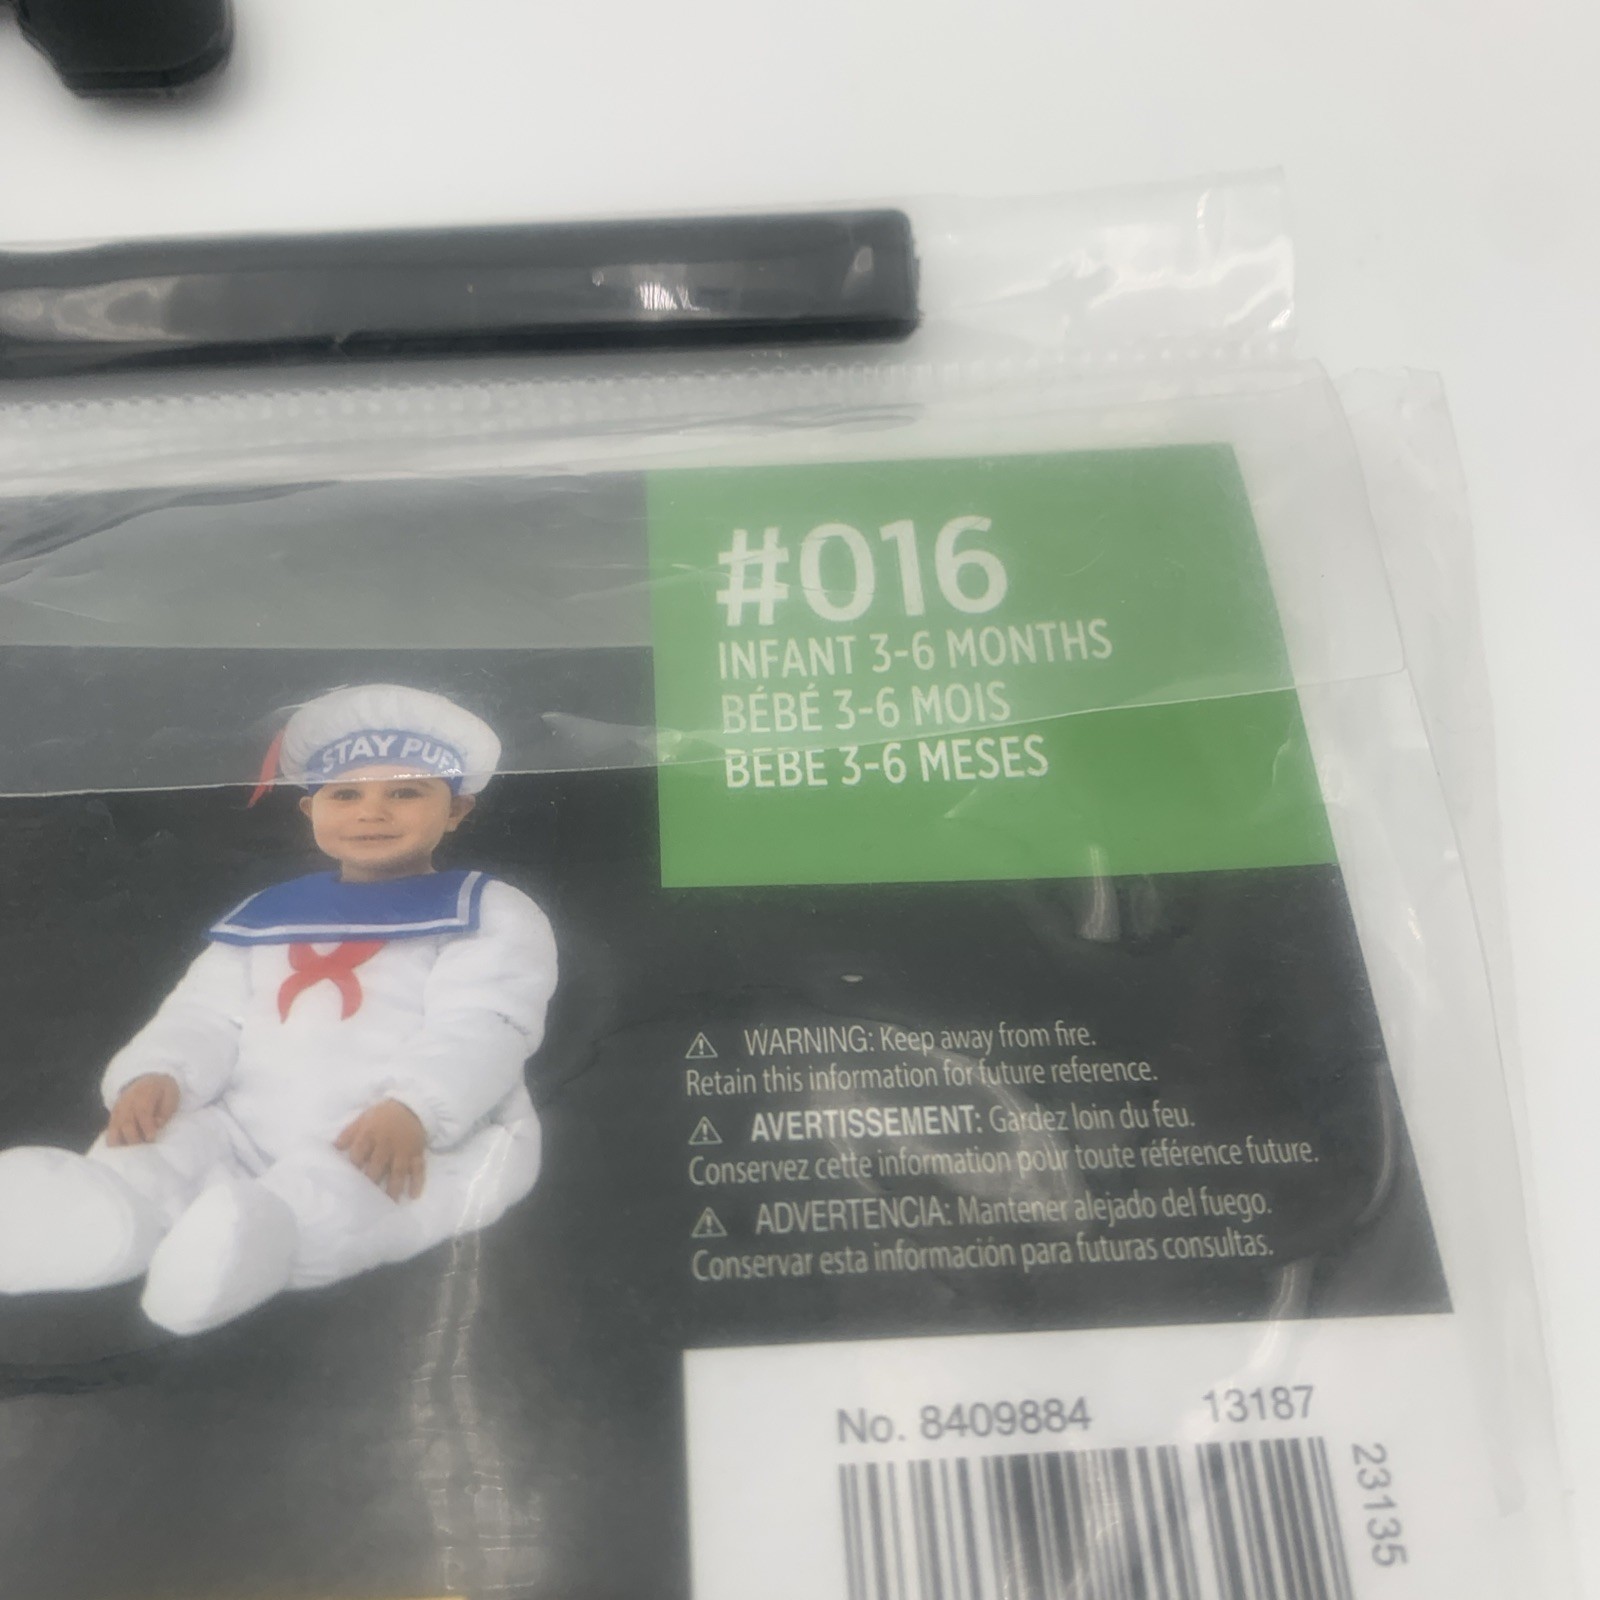 #016
INFANT 3-6 MONTHS
BÉBÉ 3-6 MOIS
BEBÉ 3-6 MESES
STAY PUFT
⚠ WARNING: Keep away from fire.
Retain this information for future reference.
⚠ AVERTISSEMENT: Gardez loin du feu.
Conservez cette information pour toute référence future.
⚠ ADVERTENCIA: Mantener alejado del fuego.
Conservar esta información para futuras consultas.
No. 8409884 13187
23135